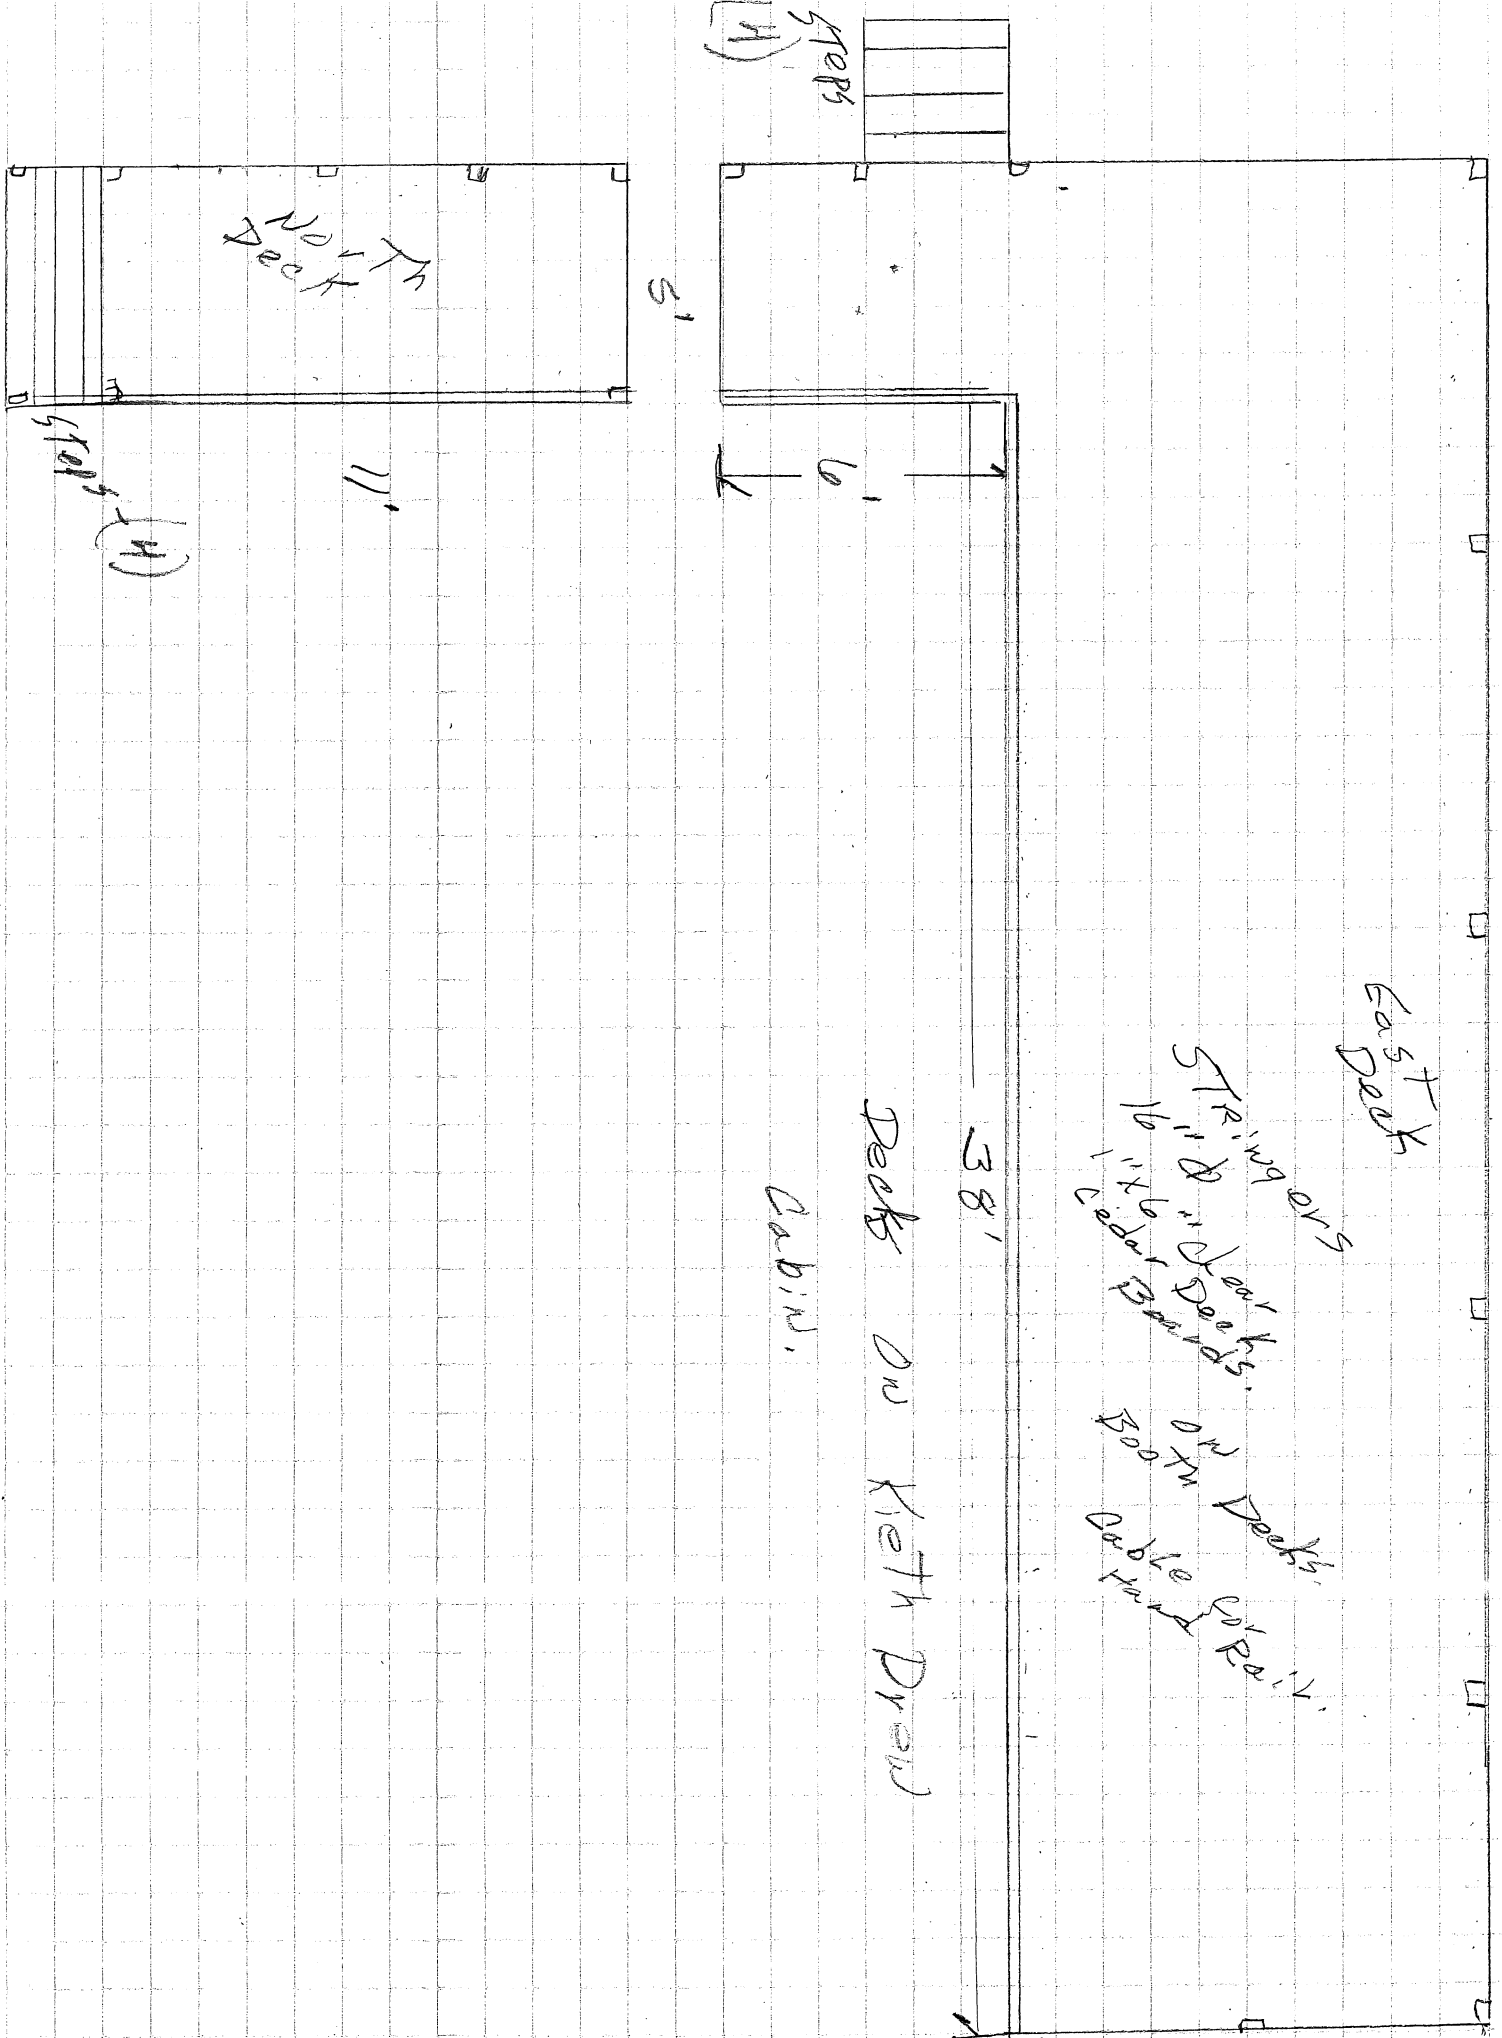 East
Deck
STRingers
16" o" clear
1"x6 Decks.
Cedar Boards.
ON
Both Decks.
Cable
Hand Rail.
38'
Decks ON Kieth Drew
Cabin.
Steps
(4)
6'
5'
North
Deck
11'
Steps - (4)